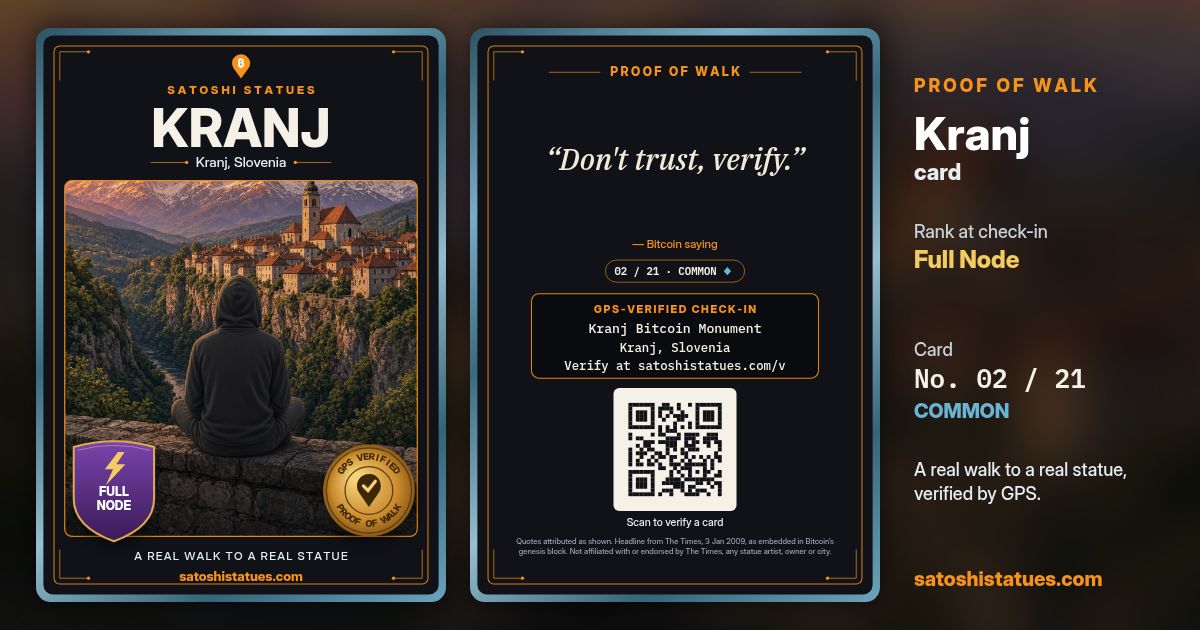 SATOSHI STATUES
KRANJ
Kranj, Slovenia
FULL
NODE
GPS VERIFIED
PROOF OF WALK
A REAL WALK TO A REAL STATUE
satoshistatues.com
PROOF OF WALK
“Don't trust, verify.”
— Bitcoin saying
02 / 21 · COMMON
GPS-VERIFIED CHECK-IN
Kranj Bitcoin Monument
Kranj, Slovenia
Verify at satoshistatues.com/v
Scan to verify a card
Quotes attributed as shown. Headline from The Times, 3 Jan 2009, as embedded in Bitcoin's
genesis block. Not affiliated with or endorsed by The Times, any statue artist, owner or city.
PROOF OF WALK
Kranj
card
Rank at check-in
Full Node
Card
No. 02 / 21
COMMON
A real walk to a real statue,
verified by GPS.
satoshistatues.com